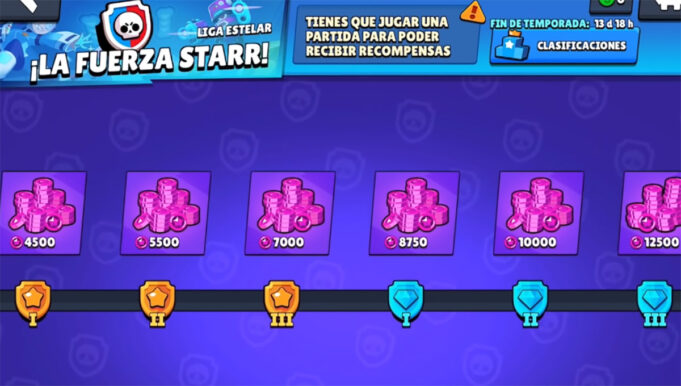 LIGA ESTELAR
¡LA FUERZA STARR!
TIENES QUE JUGAR UNA
PARTIDA PARA PODER
RECIBIR RECOMPENSAS
FIN DE TEMPORADA: 13 d 18 h
CLASIFICACIONES
4500
5500
7000
8750
10000
12500
I
II
III
I
II
III